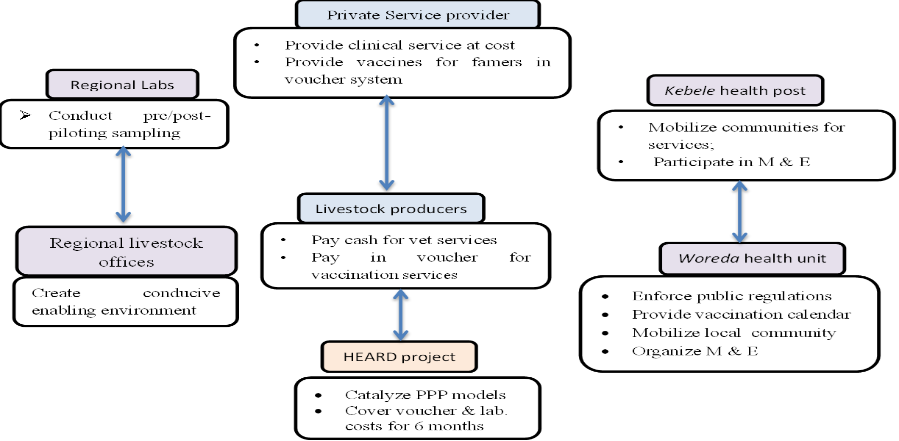 Private Service provider
• Provide clinical service at cost
• Provide vaccines for famers in
voucher system
Regional Labs
➢ Conduct pre/post-
piloting sampling
Kebele health post
• Mobilize communities for
services;
• Participate in M & E
Livestock producers
• Pay cash for vet services
• Pay in voucher for
vaccination services
Regional livestock
offices
Create conducive
enabling environment
Woreda health unit
• Enforce public regulations
• Provide vaccination calendar
• Mobilize local community
• Organize M & E
HEARD project
• Catalyze PPP models
• Cover voucher & lab.
costs for 6 months